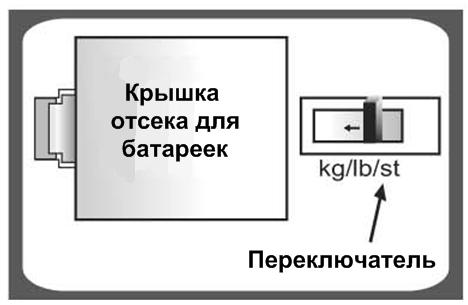 Крышка
отсека для
батареек
kg/lb/st
Переключатель